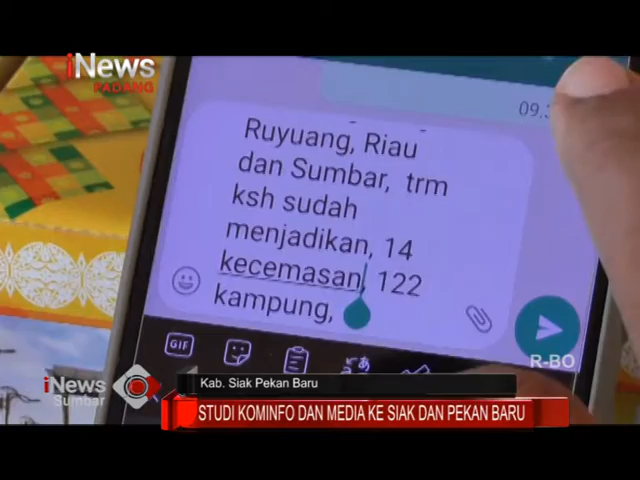 iNews
PADANG
09.
Ruyuang, Riau
dan Sumbar, trm
ksh sudah
menjadikan, 14
kecemasan, 122
kampung,
GIF
R-BO
iNews
Sumbar
Kab. Siak Pekan Baru
STUDI KOMINFO DAN MEDIA KE SIAK DAN PEKAN BARU